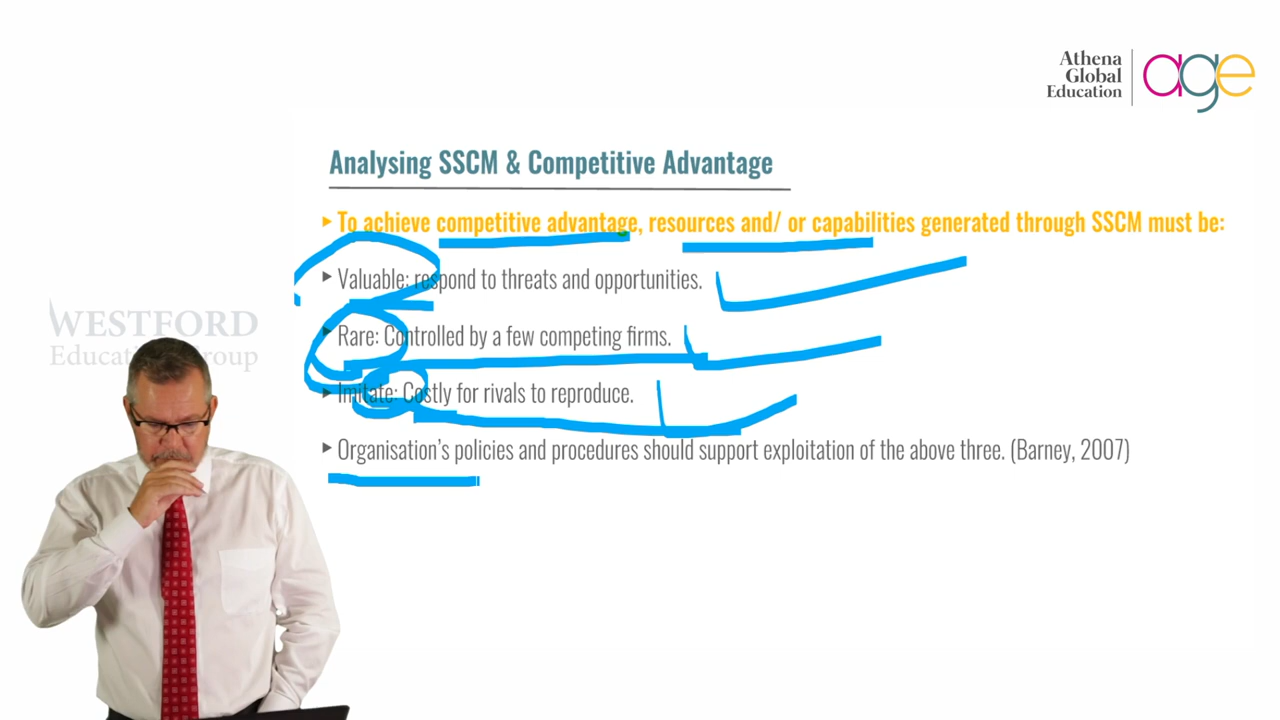 Athena
Global
Education
age
Analysing SSCM & Competitive Advantage
To achieve competitive advantage, resources and/ or capabilities generated through SSCM must be:
Valuable: respond to threats and opportunities.
WESTFORD
Rare: Controlled by a few competing firms.
Group
Imitate: Costly for rivals to reproduce.
Organisation's policies and procedures should support exploitation of the above three. (Barney, 2007)